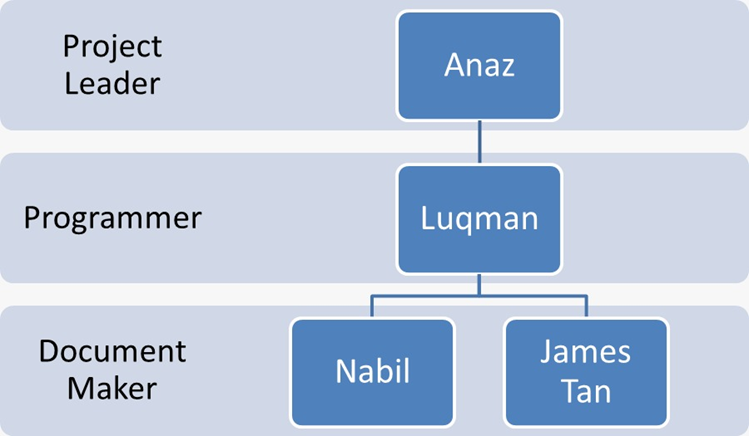 Project
Leader
Anaz
Programmer
Luqman
Document
Maker
Nabil
James
Tan